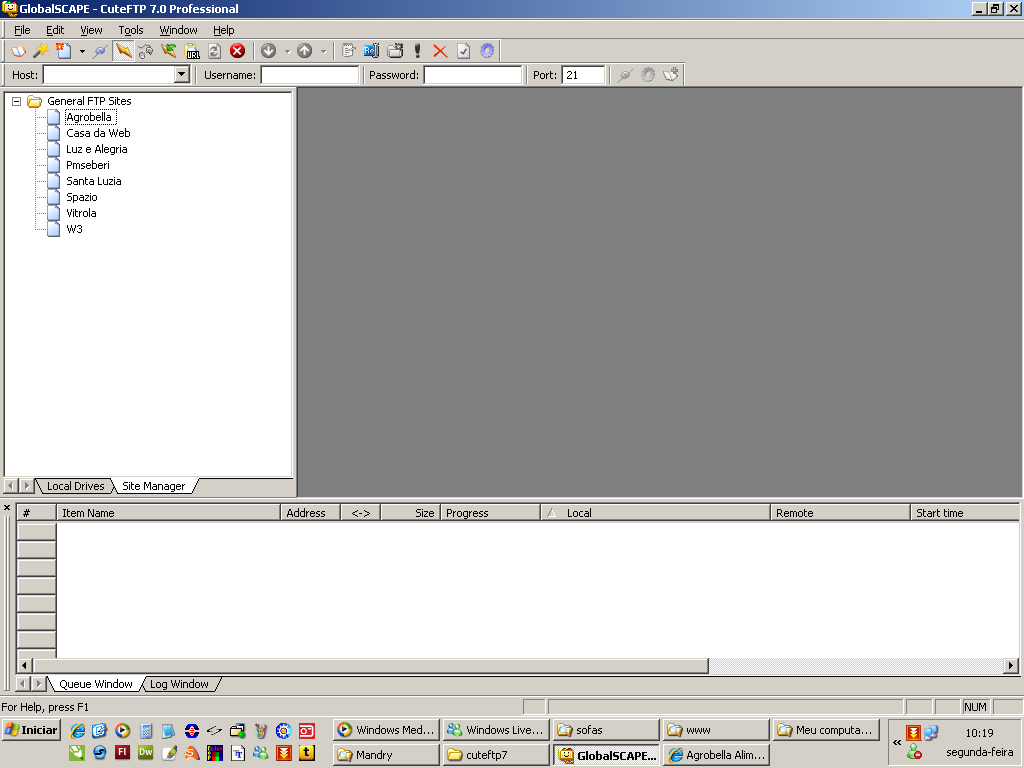 GlobalSCAPE - CuteFTP 7.0 Professional
File Edit View Tools Window Help
URL
Host: Username: Password: Port: 21
General FTP Sites
Agrobella
Casa da Web
Luz e Alegria
Pmseberi
Santa Luzia
Spazio
Vitrola
W3
Local Drives Site Manager
# Item Name Address <-> Size Progress Local Remote Start time
Queue Window Log Window
For Help, press F1 NUM
Iniciar Windows Med... Windows Live... sofas www Meu computa... « 10:19
Fl Dw t Mandry cuteftp7 GlobalSCAPE... Agrobella Alim... segunda-feira